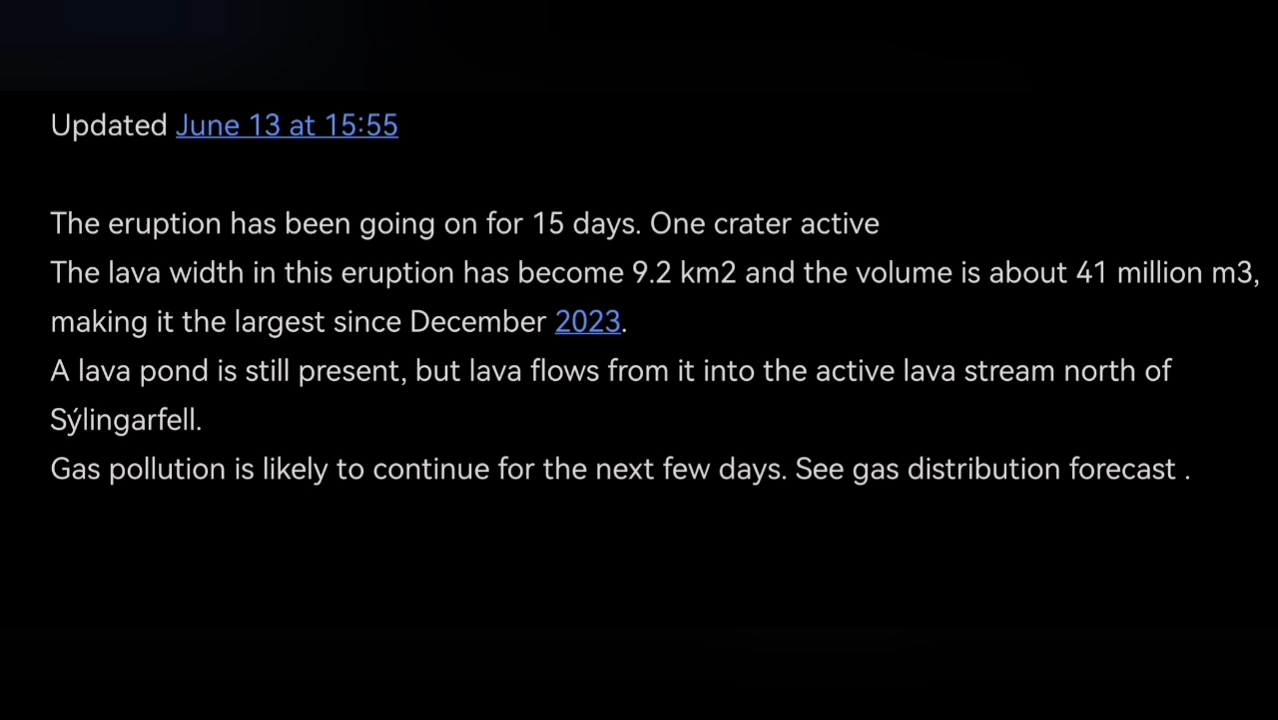 Updated June 13 at 15:55
The eruption has been going on for 15 days. One crater active
The lava width in this eruption has become 9.2 km2 and the volume is about 41 million m3,
making it the largest since December 2023.
A lava pond is still present, but lava flows from it into the active lava stream north of
Sýlingarfell.
Gas pollution is likely to continue for the next few days. See gas distribution forecast .